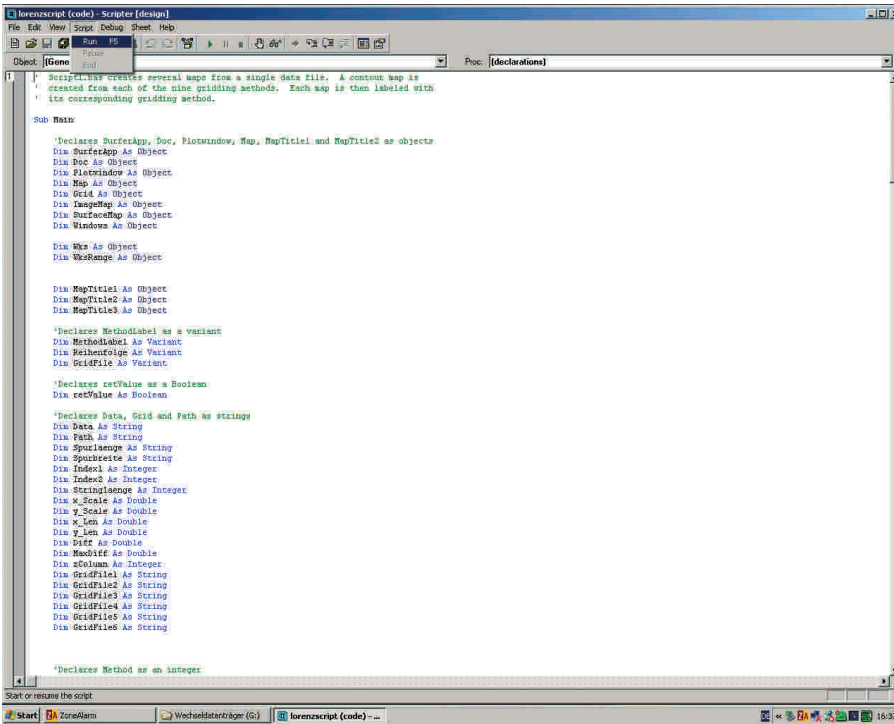 lorenzscript (code) - Scripter [design]
File Edit View Script Debug Sheet Help
Run F5
Pause
End
Object: [Gene
Proc: [declarations]
1
' Script1.bas creates several maps from a single data file. A contour map is
' created from each of the nine gridding methods. Each map is then labeled with
' its corresponding gridding method.
Sub Main
'Declares SurferApp, Doc, Plotwindow, Map, MapTitle1 and MapTitle2 as objects
Dim SurferApp As Object
Dim Doc As Object
Dim Plotwindow As Object
Dim Map As Object
Dim Grid As Object
Dim ImageMap As Object
Dim SurfaceMap As Object
Dim Windows As Object
Dim Wks As Object
Dim WksRange As Object
Dim MapTitle1 As Object
Dim MapTitle2 As Object
Dim MapTitle3 As Object
'Declares MethodLabel as a variant
Dim MethodLabel As Variant
Dim Reihenfolge As Variant
Dim GridFile As Variant
'Declares retValue as a Boolean
Dim retValue As Boolean
'Declares Data, Grid and Path as strings
Dim Data As String
Dim Path As String
Dim Spurlaenge As String
Dim Spurbreite As String
Dim Index1 As Integer
Dim Index2 As Integer
Dim Stringlaenge As Integer
Dim x_Scale As Double
Dim y_Scale As Double
Dim x_Len As Double
Dim y_Len As Double
Dim Diff As Double
Dim MaxDiff As Double
Dim zColumn As Integer
Dim GridFile1 As String
Dim GridFile2 As String
Dim GridFile3 As String
Dim GridFile4 As String
Dim GridFile5 As String
Dim GridFile6 As String
'Declares Method as an integer
Start or resume the script
Start ZoneAlarm Wechseldatenträger (G:) lorenzscript (code) - ...